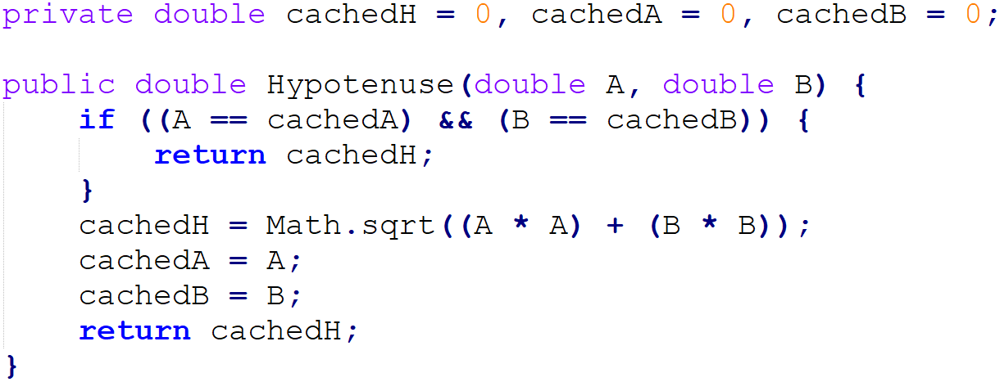 private double cachedH = 0, cachedA = 0, cachedB = 0;
public double Hypotenuse(double A, double B) {
    if ((A == cachedA) && (B == cachedB)) {
        return cachedH;
    }
    cachedH = Math.sqrt((A * A) + (B * B));
    cachedA = A;
    cachedB = B;
    return cachedH;
}